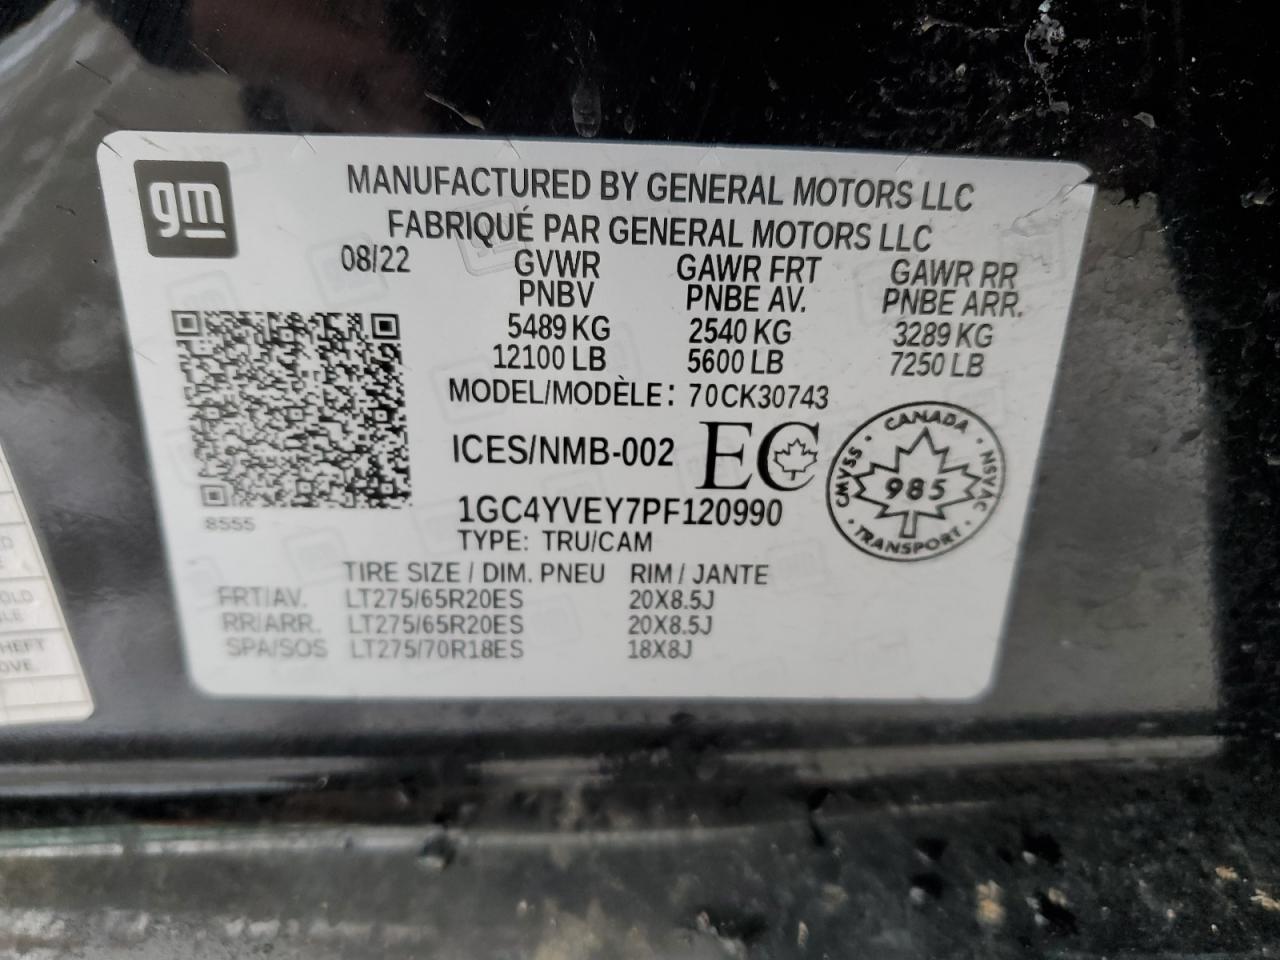 gm
MANUFACTURED BY GENERAL MOTORS LLC
FABRIQUÉ PAR GENERAL MOTORS LLC
08/22 GVWR GAWR FRT GAWR RR
PNBV PNBE AV. PNBE ARR.
5489 KG 2540 KG 3289 KG
12100 LB 5600 LB 7250 LB
MODEL/MODÈLE: 70CK30743
ICES/NMB-002 EC
CANADA
CMVSS 985 NSVAC
TRANSPORT
8555
1GC4YVEY7PF120990
TYPE: TRU/CAM
TIRE SIZE / DIM. PNEU RIM / JANTE
FRT/AV. LT275/65R20ES 20X8.5J
RR/ARR. LT275/65R20ES 20X8.5J
SPA/SOS LT275/70R18ES 18X8J